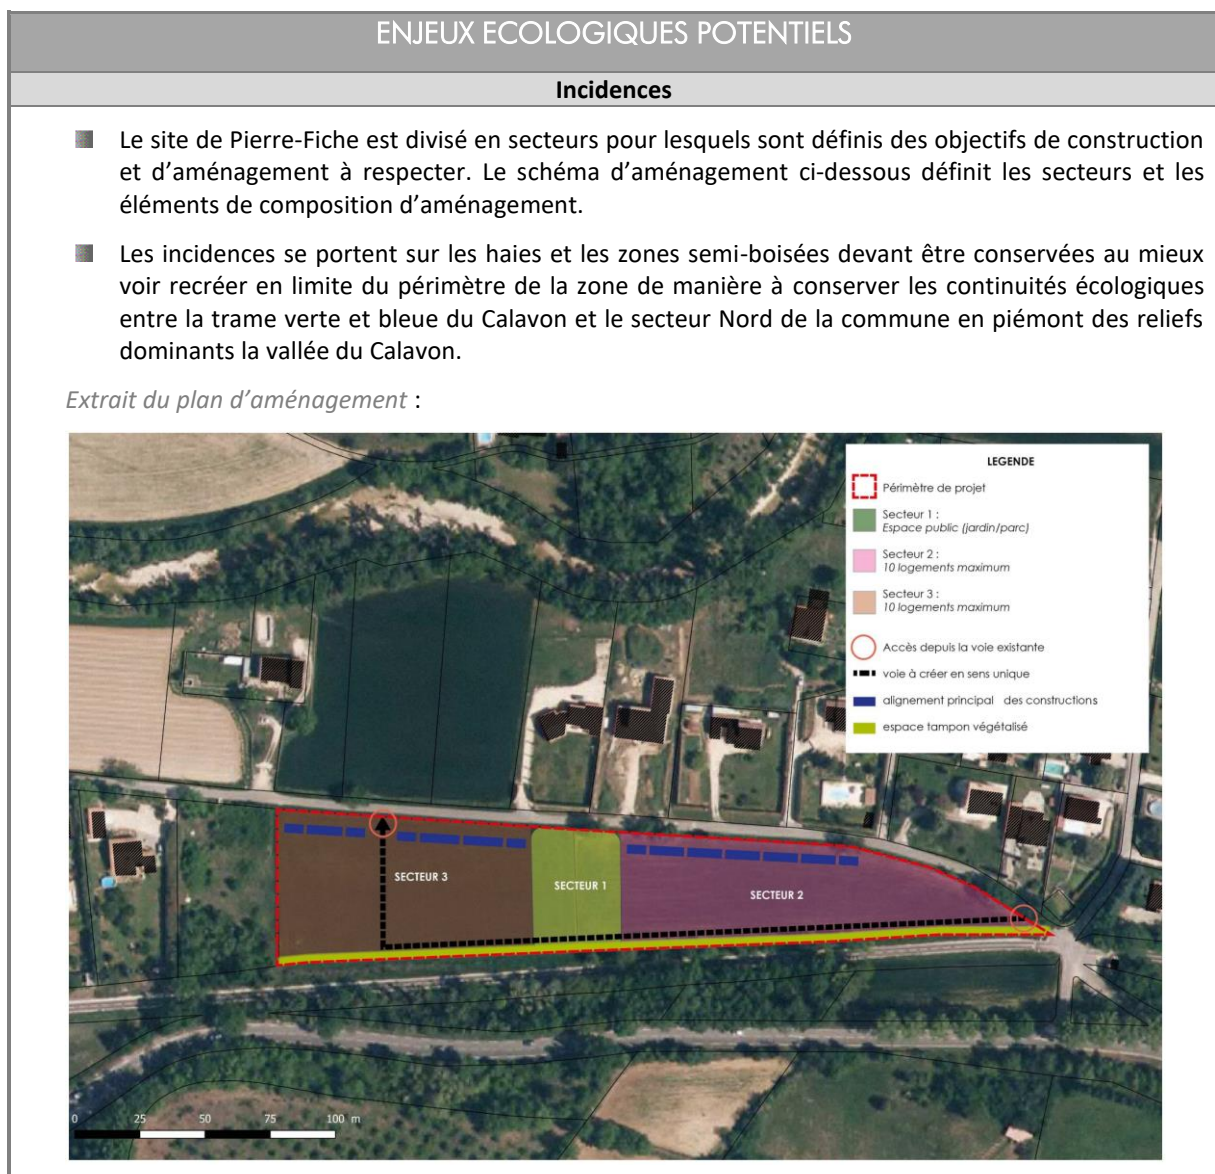 ENJEUX ECOLOGIQUES POTENTIELS
Incidences
Le site de Pierre-Fiche est divisé en secteurs pour lesquels sont définis des objectifs de construction
et d’aménagement à respecter. Le schéma d’aménagement ci-dessous définit les secteurs et les
éléments de composition d’aménagement.
Les incidences se portent sur les haies et les zones semi-boisées devant être conservées au mieux
voir recréer en limite du périmètre de la zone de manière à conserver les continuités écologiques
entre la trame verte et bleue du Calavon et le secteur Nord de la commune en piémont des reliefs
dominants la vallée du Calavon.
Extrait du plan d’aménagement :
LEGENDE
Périmètre de projet
Secteur 1 :
Espace public (jardin/parc)
Secteur 2 :
10 logements maximum
Secteur 3 :
10 logements maximum
Accès depuis la voie existante
voie à créer en sens unique
alignement principal des constructions
espace tampon végétalisé
SECTEUR 3
SECTEUR 1
SECTEUR 2
0 25 50 75 100 m